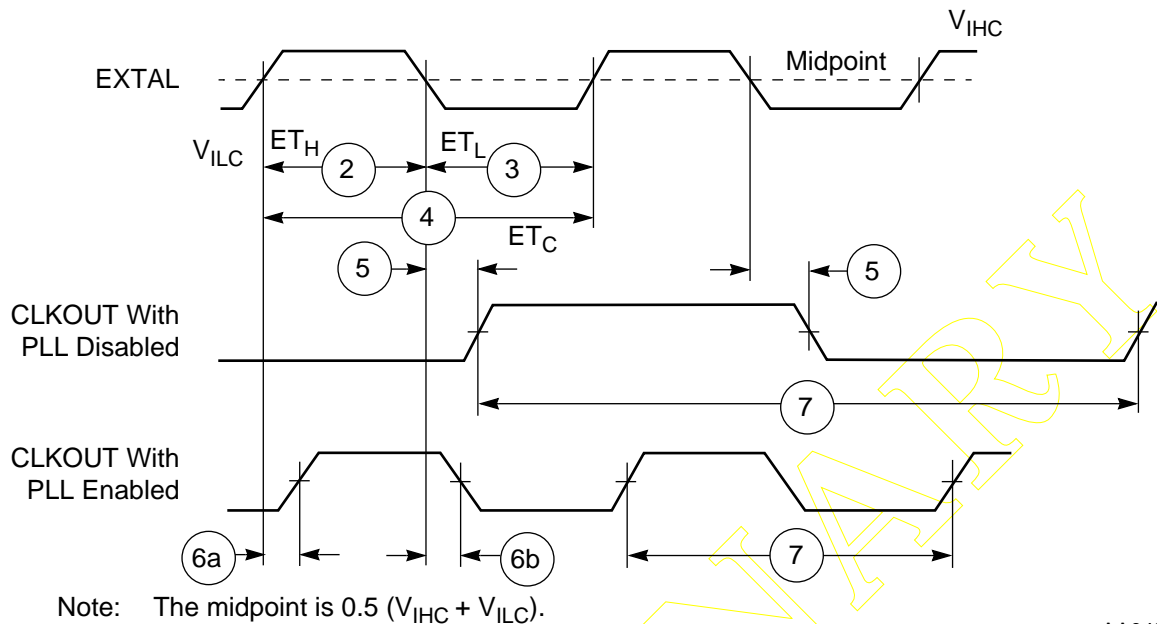 V_IHC
EXTAL
Midpoint
V_ILC
ET_H
2
ET_L
3
4
ET_C
5
5
CLKOUT With
PLL Disabled
7
CLKOUT With
PLL Enabled
6a
6b
7
Note: The midpoint is 0.5 (V_IHC + V_ILC).
N A R Y